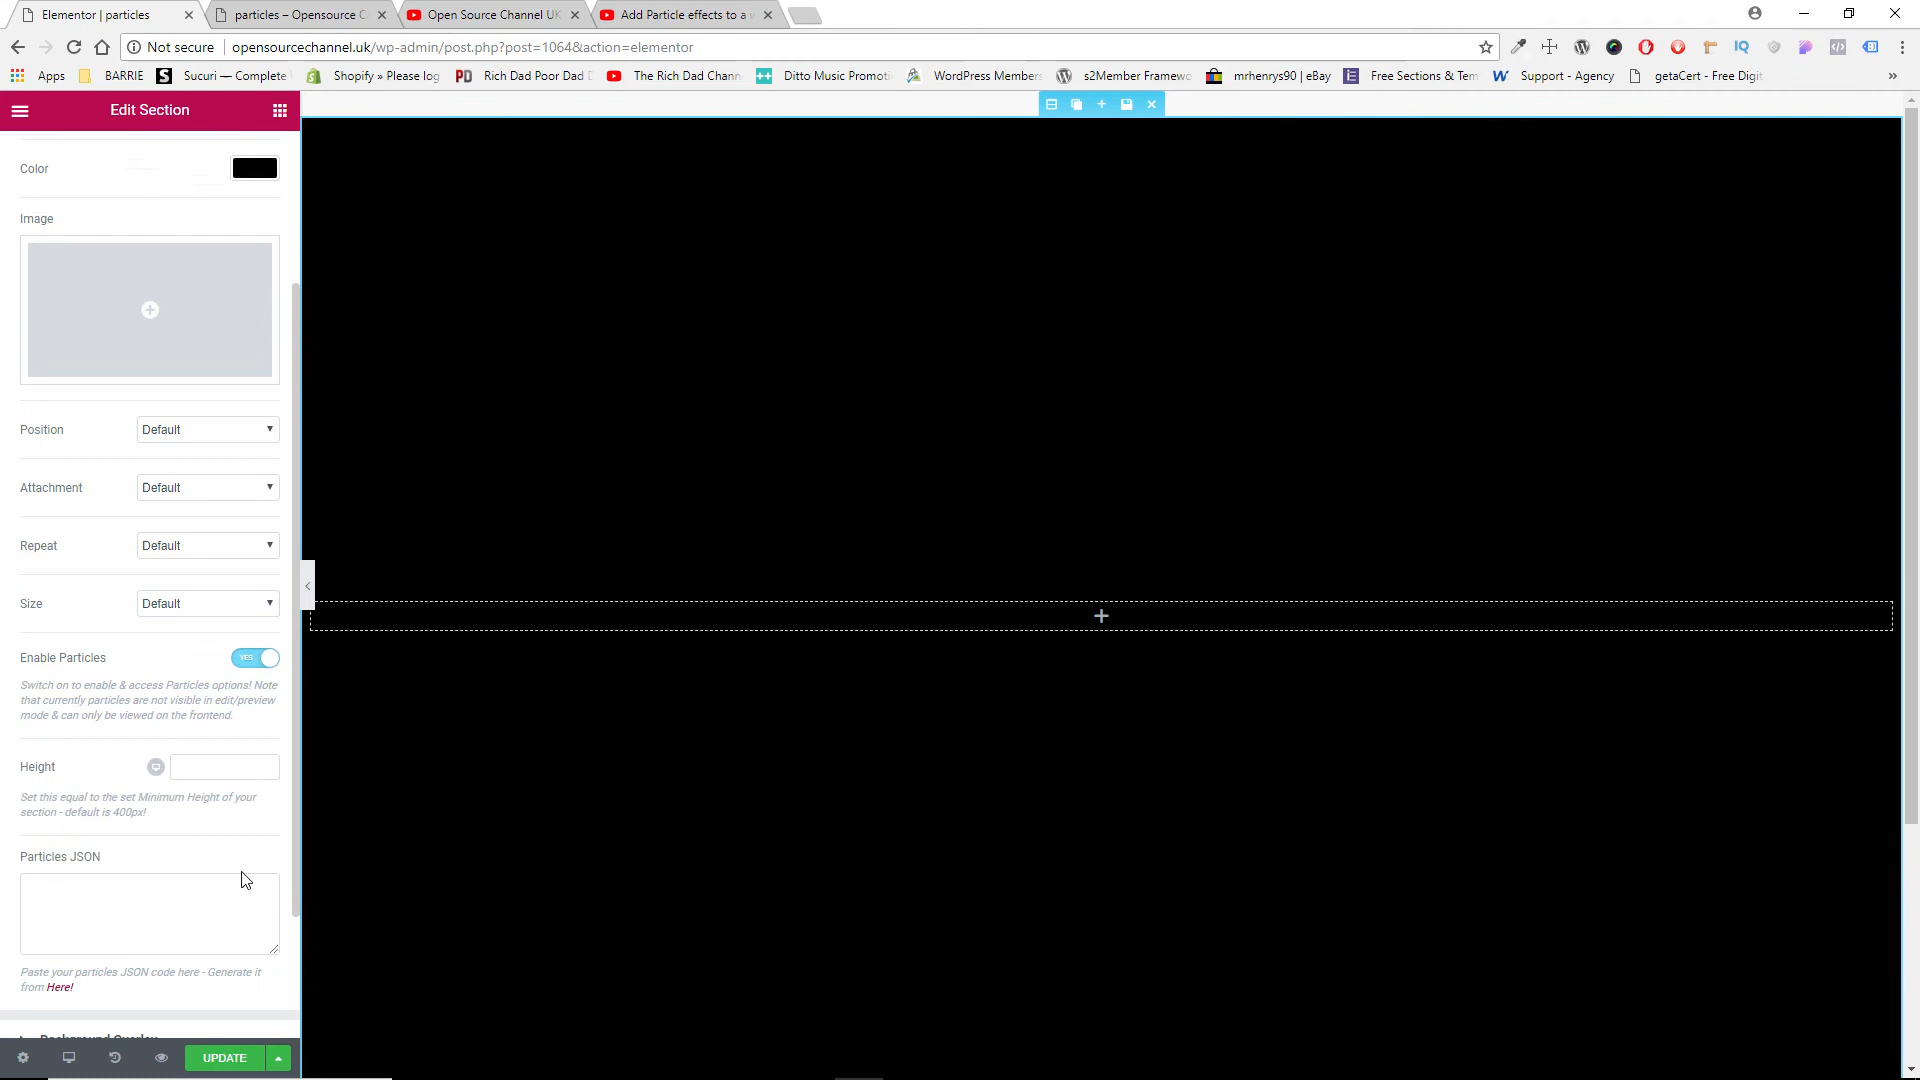 Elementor | particles
particles – Opensource C
Open Source Channel UK
Add Particle effects to a w
Not secure
opensourcechannel.uk/wp-admin/post.php?post=1064&action=elementor
Apps
BARRIE
Sucuri — Complete
Shopify » Please log
Rich Dad Poor Dad
The Rich Dad Chann
Ditto Music Promoti
WordPress Members
s2Member Framewo
mrhenrys90 | eBay
Free Sections & Tem
Support - Agency
getaCert - Free Digit
»
Edit Section
Color
Image
Position
Default
Attachment
Default
Repeat
Default
Size
Default
Enable Particles
YES
Switch on to enable & access Particles options! Note
that currently particles are not visible in edit/preview
mode & can only be viewed on the frontend.
Height
Set this equal to the set Minimum Height of your
section - default is 400px!
Particles JSON
Paste your particles JSON code here - Generate it
from Here!
Background Overlay
UPDATE